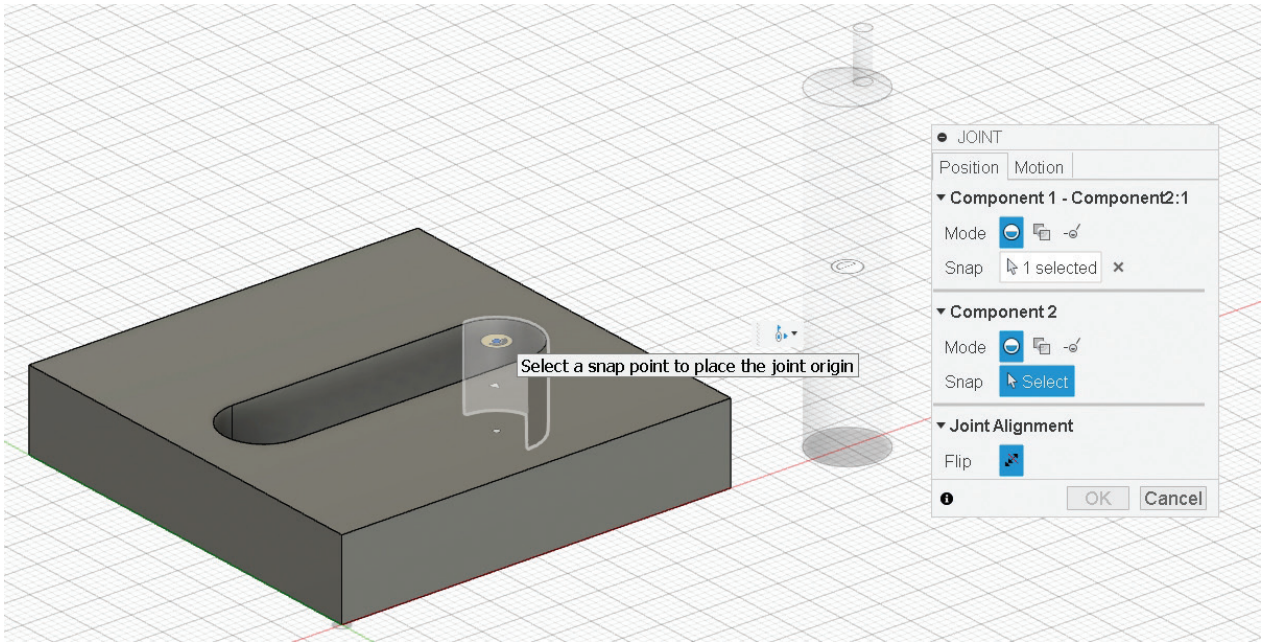 JOINT
Position Motion
Component 1 - Component2:1
Mode
Snap 1 selected ×
Component 2
Mode
Select a snap point to place the joint origin
Snap Select
Joint Alignment
Flip
OK Cancel